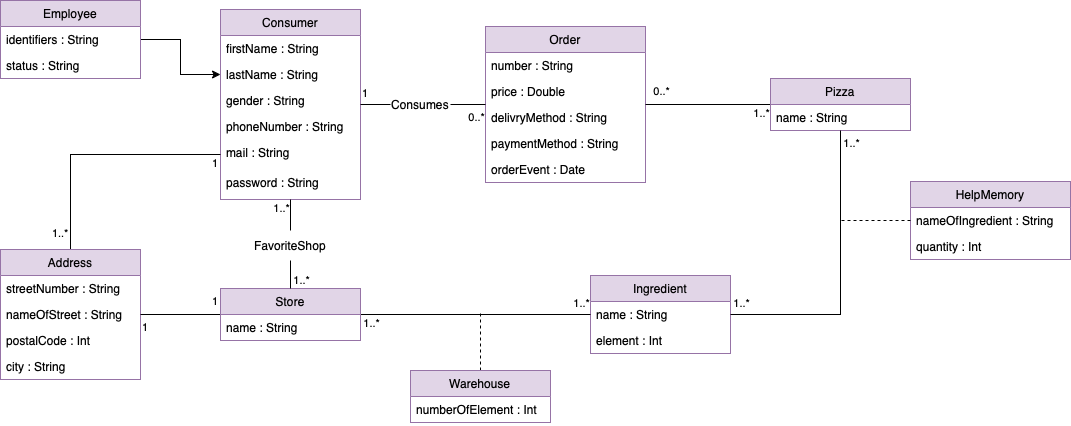 Employee
identifiers : String
status : String
Consumer
firstName : String
lastName : String
gender : String
phoneNumber : String
mail : String
password : String
1
Consumes
0..*
Order
number : String
price : Double
delivryMethod : String
paymentMethod : String
orderEvent : Date
0..*
1..*
Pizza
name : String
1..*
HelpMemory
nameOfIngredient : String
quantity : Int
1
1..*
1..*
FavoriteShop
1..*
Address
streetNumber : String
nameOfStreet : String
postalCode : Int
city : String
1
1
Store
name : String
1..*
1..*
Ingredient
name : String
element : Int
1..*
Warehouse
numberOfElement : Int